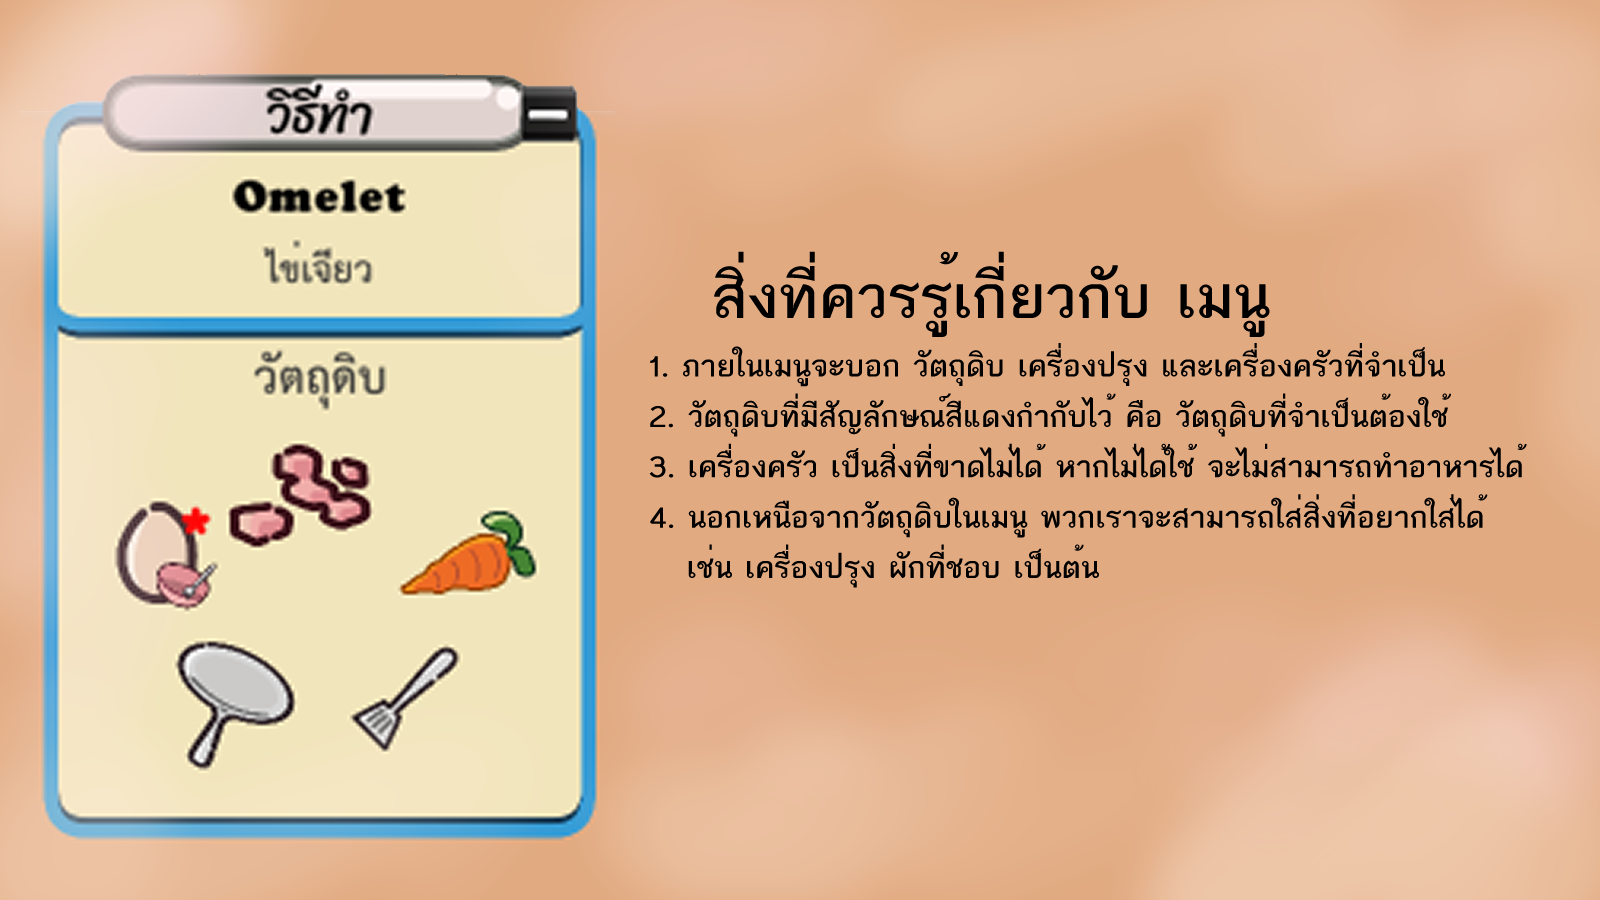 วิธีทำ
Omelet
ไข่เจียว
วัตถุดิบ
สิ่งที่ควรรู้เกี่ยวกับ เมนู
1. ภายในเมนูจะบอก วัตถุดิบ เครื่องปรุง และเครื่องครัวที่จำเป็น
2. วัตถุดิบที่มีสัญลักษณ์สีแดงกำกับไว้ คือ วัตถุดิบที่จำเป็นต้องใช้
3. เครื่องครัว เป็นสิ่งที่ขาดไม่ได้ หากไม่ได้ใช้ จะไม่สามารถทำอาหารได้
4. นอกเหนือจากวัตถุดิบในเมนู พวกเราจะสามารถใส่สิ่งที่อยากใส่ได้
เช่น เครื่องปรุง ผักที่ชอบ เป็นต้น